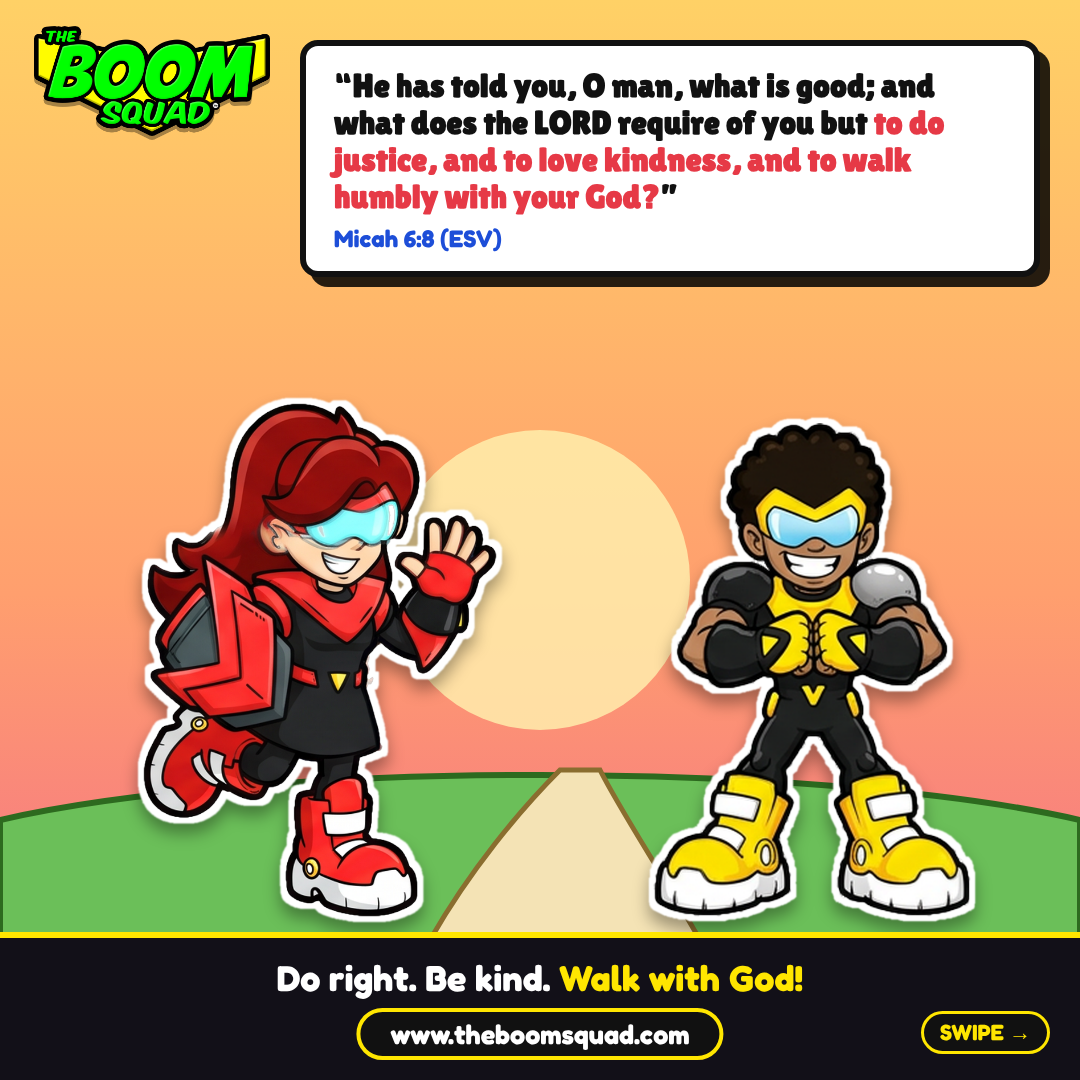 THE
BOOM
SQUAD
“He has told you, O man, what is good; and
what does the LORD require of you but to do
justice, and to love kindness, and to walk
humbly with your God?”
Micah 6:8 (ESV)
Do right. Be kind. Walk with God!
www.theboomsquad.com
SWIPE →